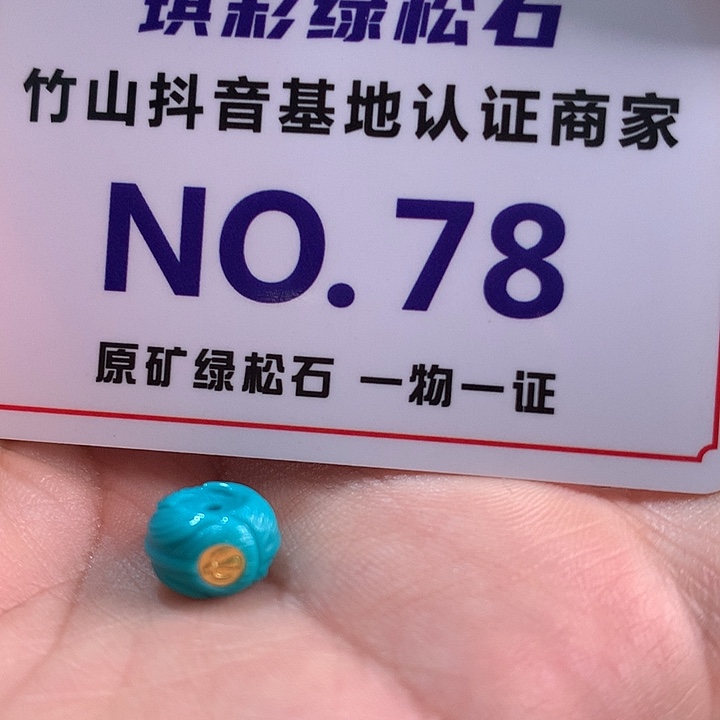 琪彩绿松石
竹山抖音基地认证商家
NO.78
原矿绿松石 一物一证